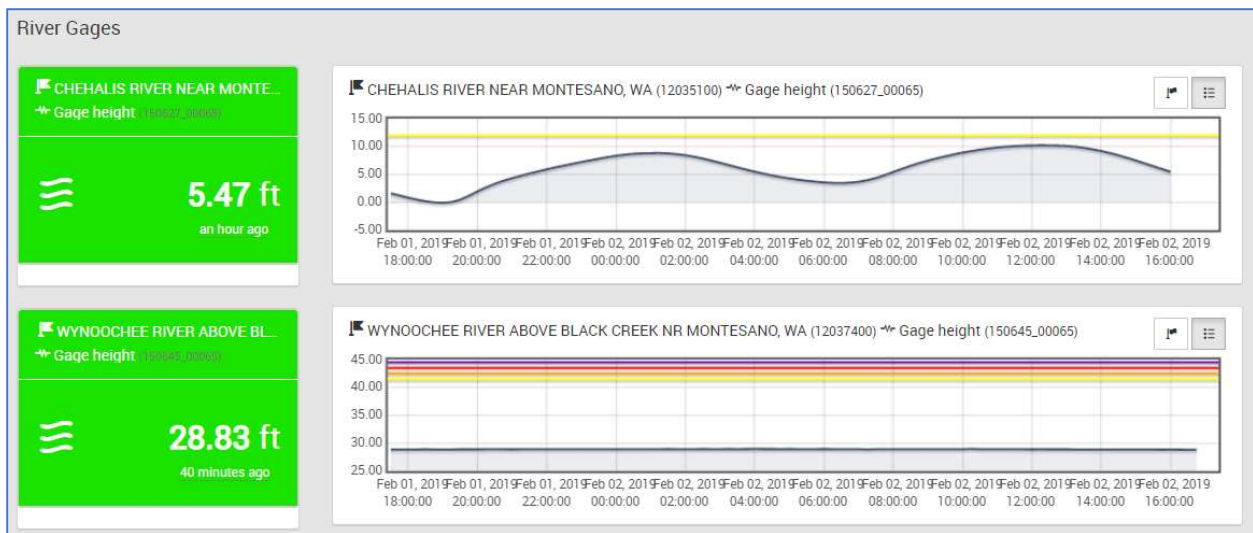 River Gages
CHEHALIS RIVER NEAR MONTE...
Gage height (150627_00065)
5.47 ft
an hour ago
CHEHALIS RIVER NEAR MONTESANO, WA (12035100) Gage height (150627_00065)
15.00
10.00
5.00
0.00
-5.00
Feb 01, 2019 Feb 01, 2019 Feb 01, 2019 Feb 02, 2019 Feb 02, 2019 Feb 02, 2019 Feb 02, 2019 Feb 02, 2019 Feb 02, 2019 Feb 02, 2019 Feb 02, 2019 Feb 02, 2019
18:00:00 20:00:00 22:00:00 00:00:00 02:00:00 04:00:00 06:00:00 08:00:00 10:00:00 12:00:00 14:00:00 16:00:00
WYNOOCHEE RIVER ABOVE BL...
Gage height (150645_00065)
28.83 ft
40 minutes ago
WYNOOCHEE RIVER ABOVE BLACK CREEK NR MONTESANO, WA (12037400) Gage height (150645_00065)
45.00
40.00
35.00
30.00
25.00
Feb 01, 2019 Feb 01, 2019 Feb 01, 2019 Feb 02, 2019 Feb 02, 2019 Feb 02, 2019 Feb 02, 2019 Feb 02, 2019 Feb 02, 2019 Feb 02, 2019 Feb 02, 2019 Feb 02, 2019
18:00:00 20:00:00 22:00:00 00:00:00 02:00:00 04:00:00 06:00:00 08:00:00 10:00:00 12:00:00 14:00:00 16:00:00